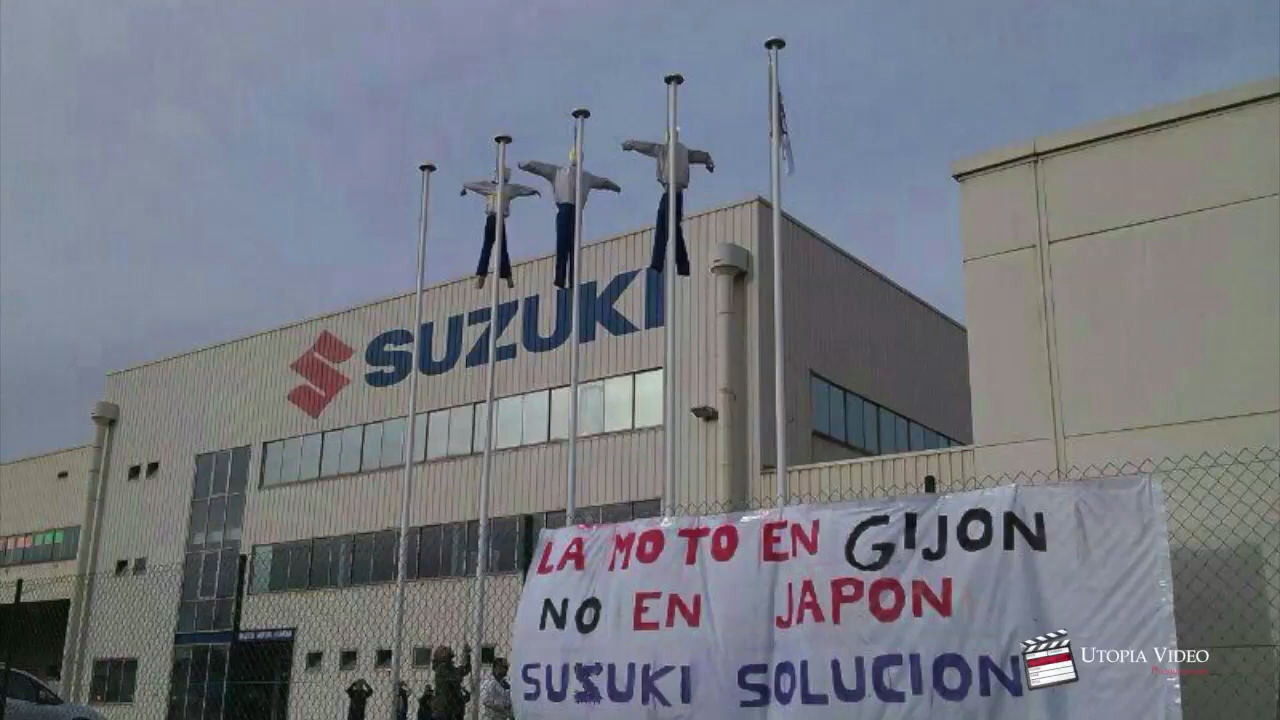 SUZUKI
LA MOTO EN GIJON
NO EN JAPON
SUSUKI SOLUCION
UTOPIA VIDEO